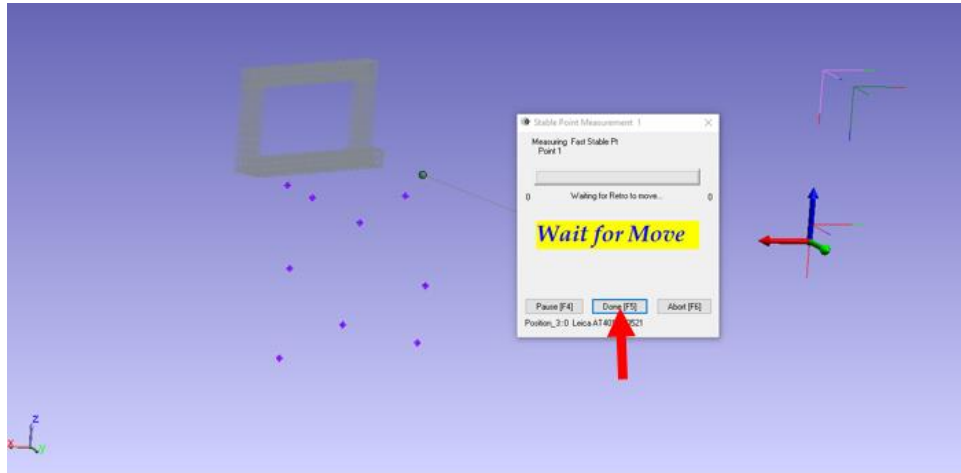 Stable Point Measurement: 1
Measuring Fast Stable Pt
Point 1
0 Waiting for Retro to move... 0
Wait for Move
Pause [F4] Done [F5] Abort [F6]
Position_3::0 Leica
z
x y